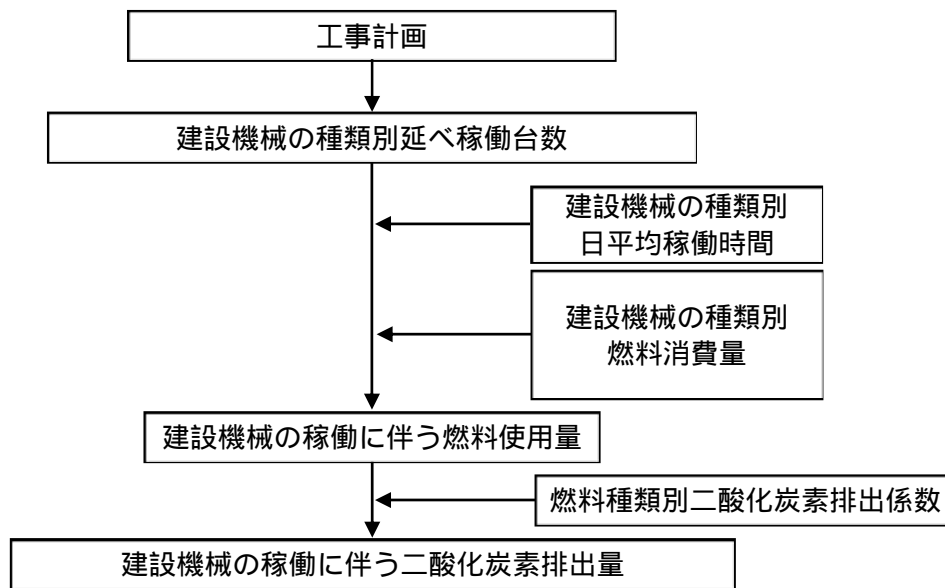 工事計画
建設機械の種類別延べ稼働台数
建設機械の種類別
日平均稼働時間
建設機械の種類別
燃料消費量
建設機械の稼働に伴う燃料使用量
燃料種類別二酸化炭素排出係数
建設機械の稼働に伴う二酸化炭素排出量